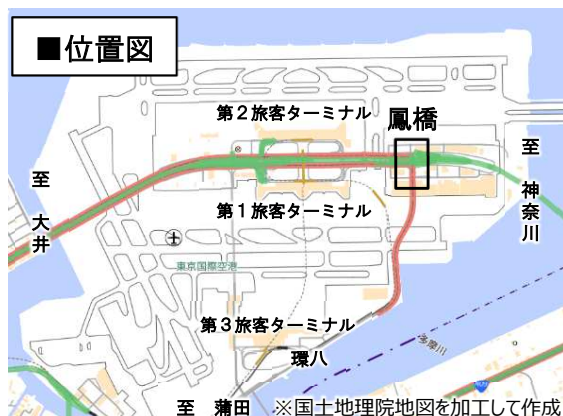 ■位置図
第2旅客ターミナル
鳳橋
至 大井
至 神奈川
第1旅客ターミナル
東京国際空港
第3旅客ターミナル
環八
多摩川
至 蒲田
※国土地理院地図を加工して作成